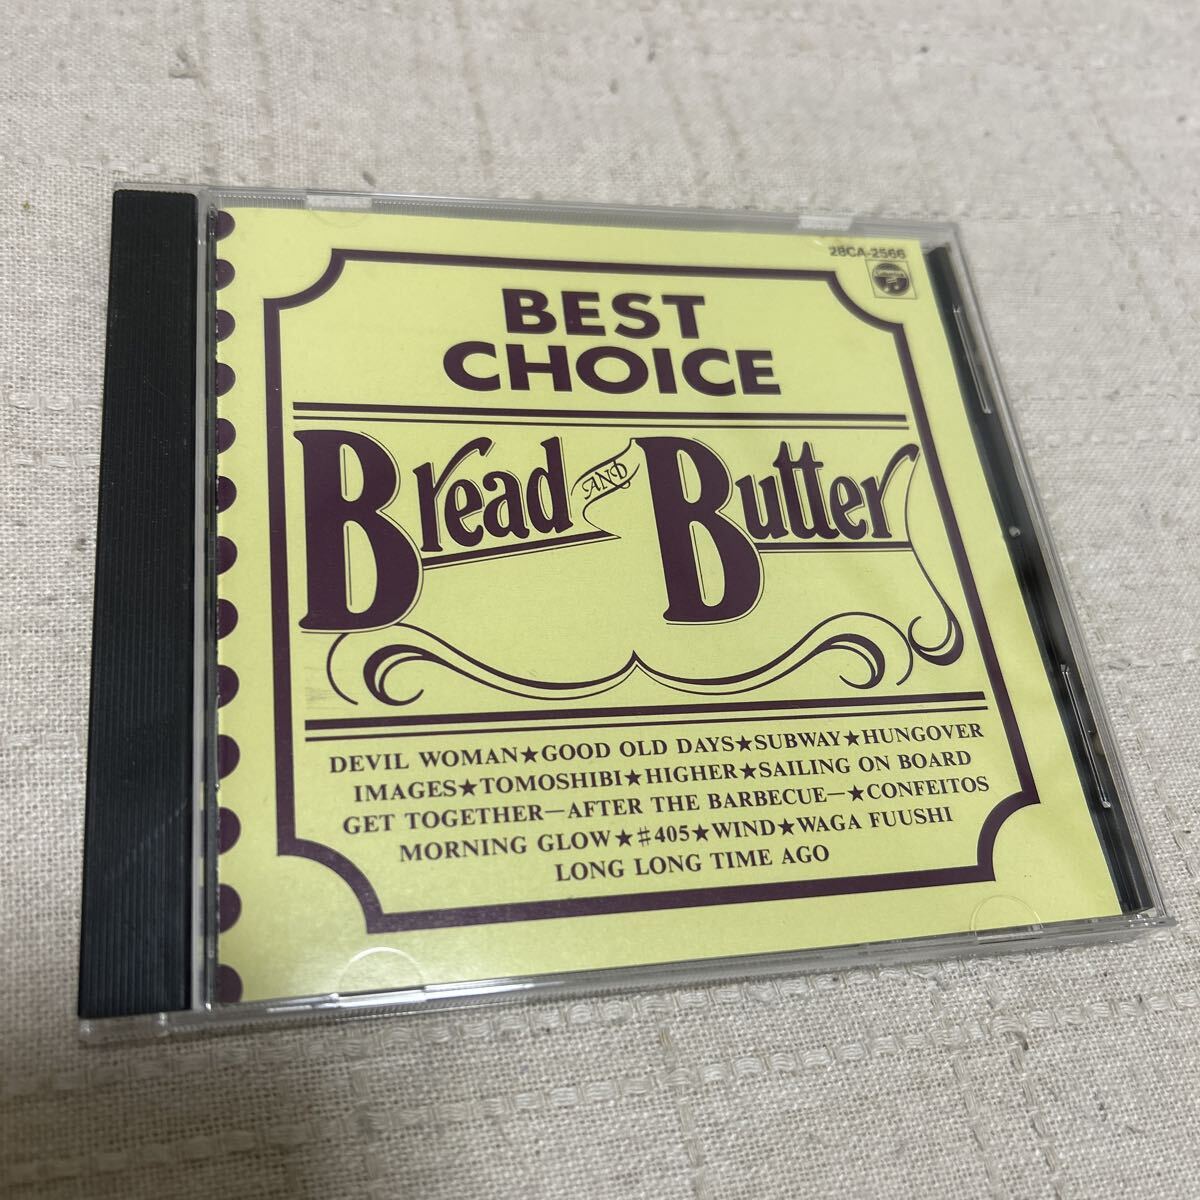 28CA-2566
BEST
CHOICE
Bread AND Butter
DEVIL WOMAN★GOOD OLD DAYS★SUBWAY★HUNGOVER
IMAGES★TOMOSHIBI★HIGHER★SAILING ON BOARD
GET TOGETHER—AFTER THE BARBECUE—★CONFEITOS
MORNING GLOW★♯405★WIND★WAGA FUUSHI
LONG LONG TIME AGO